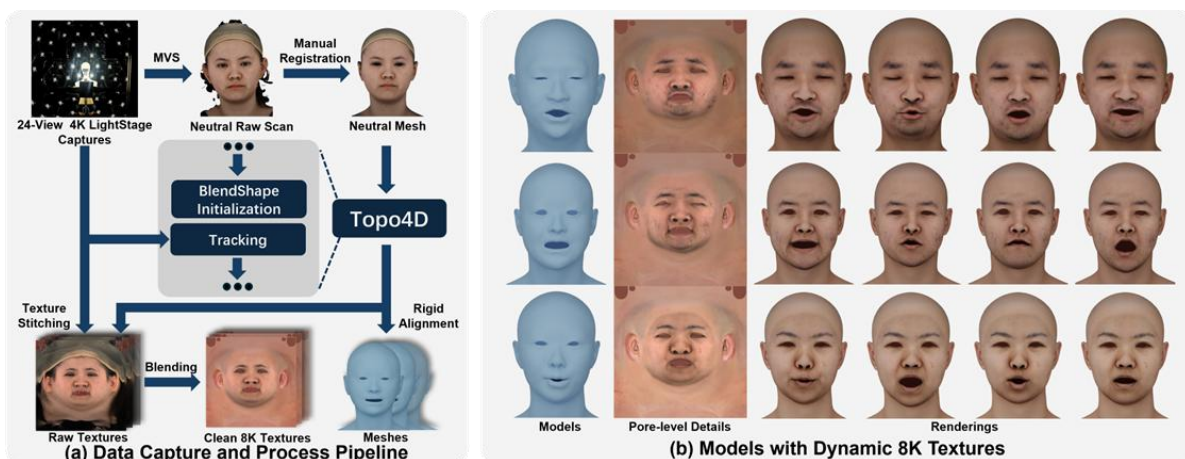 MVS
Manual
Registration
24-View 4K LightStage
Captures
Neutral Raw Scan
Neutral Mesh
BlendShape
Initialization
Tracking
Topo4D
Texture
Stitching
Rigid
Alignment
Blending
Raw Textures
Clean 8K Textures
Meshes
(a) Data Capture and Process Pipeline
Models
Pore-level Details
Renderings
(b) Models with Dynamic 8K Textures